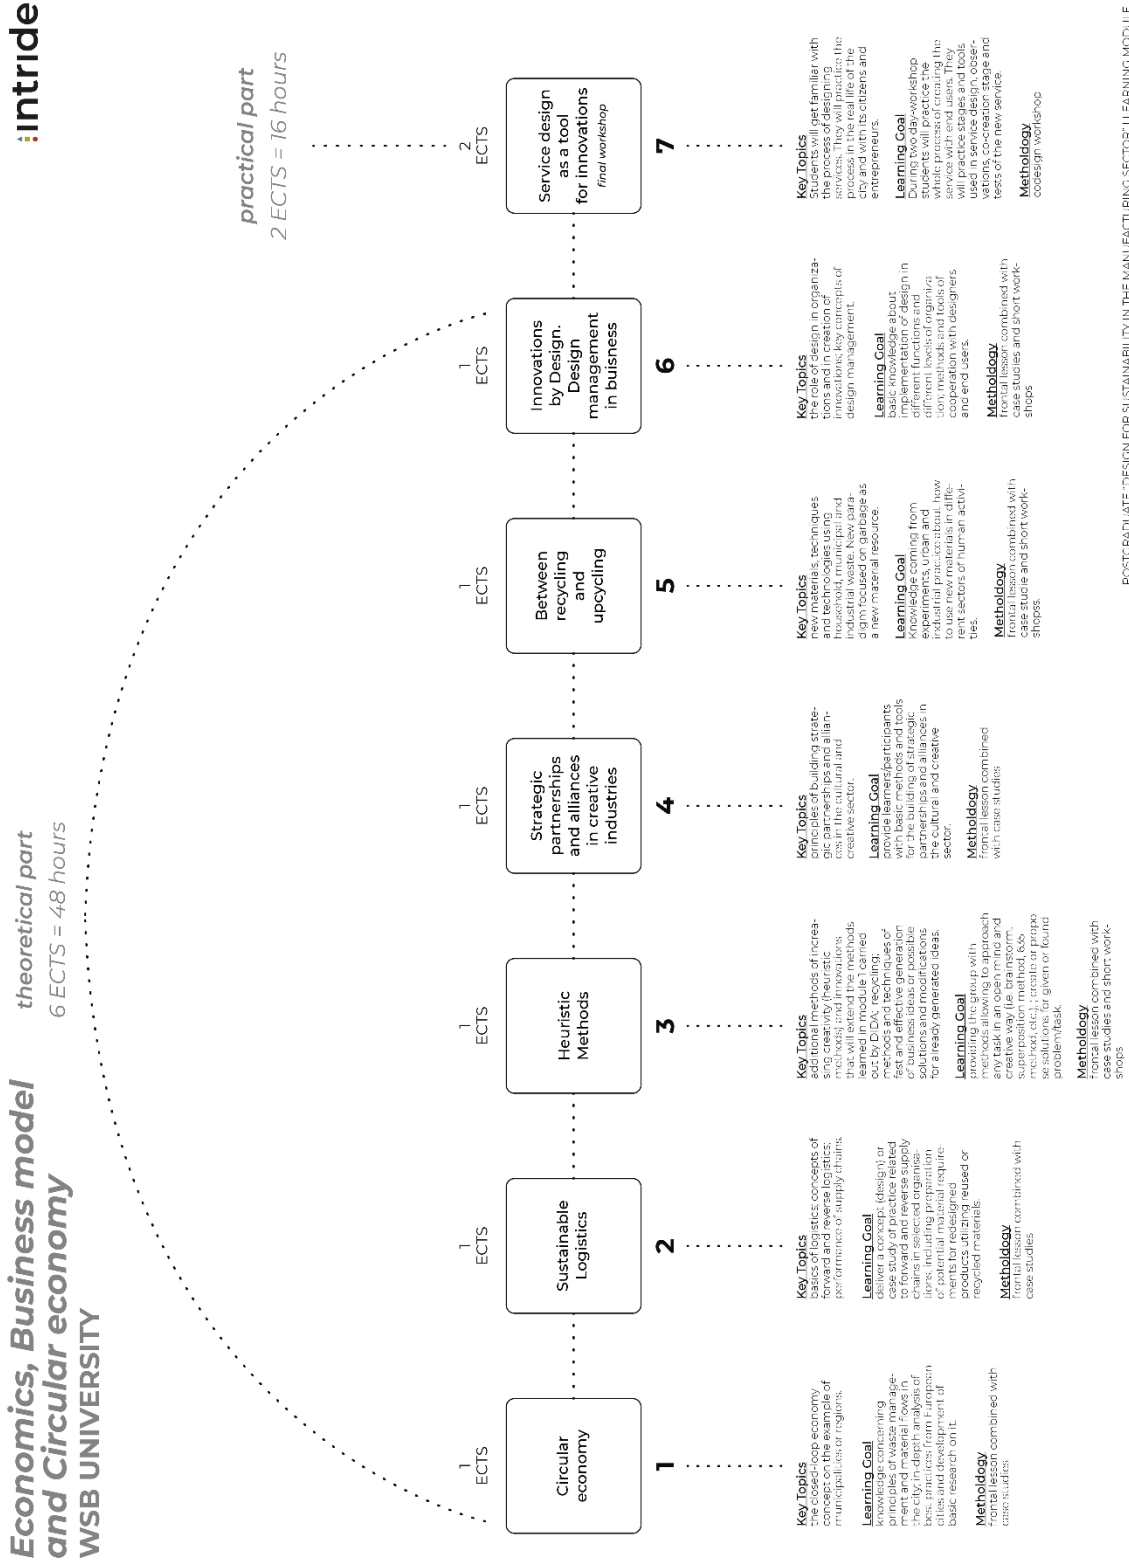 Economics, Business model
and Circular economy
WSB UNIVERSITY
theoretical part
6 ECTS = 48 hours
practical part
2 ECTS = 16 hours
intride
1
ECTS
Circular
economy
1
Key Topics
the closed-loop economy
concept on the example of
municipalities or regions.
Learning Goal
knowledge concerning
principles of waste manage-
ment and material flows in
the city; in-depth analysis of
best practices from European
cities and development of
basic research on it.
Metholdogy
frontal lesson combined with
case studies
1
ECTS
Sustainable
Logistics
2
Key Topics
basics of logistics; concepts of
forward and reverse logistics;
performance of supply chains.
Learning Goal
deliver a concept (design) or
case study of practice related
to forward and reverse supply
chains in selected organisa-
tions, including preparation
of potential material require-
ments for redesigned
products utilizing reused or
recycled materials.
Metholdogy
frontal lesson combined with
case studies
1
ECTS
Heuristic
Methods
3
Key Topics
additional methods of increa-
sing creativity (heuristic
methods) and innovations
that will extend the methods
learned in module 1 carried
out by DIDA; recycling;
methods and techniques of
fast and effective generation
of business ideas or possible
solutions and modifications
for already generated ideas.
Learning Goal
providing the group with
methods allowing to approach
any task in an open mind and
creative way (i.e. brainstorm,
superposition method, 635
method, etc.); create or propo
se solutions for given or found
problem/task.
Metholdogy
frontal lesson combined with
case studies and short work-
shops
1
ECTS
Strategic
partnerships
and alliances
in creative
industries
4
Key Topics
principles of building strate-
gic partnerships and allian-
ces in the cultural and
creative sector.
Learning Goal
provide learners/participants
with basic methods and tools
for the building of strategic
partnerships and alliances in
the cultural and creative
sector.
Metholdogy
frontal lesson combined
with case studies
1
ECTS
Between
recycling
and
upcycling
5
Key Topics
new materials, techniques
and technologies using
household, municipal and
industrial waste. New para-
digm focused on garbage as
a new material resource.
Learning Goal
Knowledge coming from
experiments, urban and
industrial practice about how
to use new materials in diffe-
rent sectors of human activi-
ties.
Metholdogy
frontal lesson combined with
case studie and short work-
shopss.
1
ECTS
Innovations
by Design.
Design
management
in buisness
6
Key Topics
the role of design in organiza-
tions and in creation of
innovations; key concepts of
design management.
Learning Goal
basic knowledge about
implementation of design in
different functions and
different levels of organiza
tion; methods and tools of
cooperation with designers
and end users.
Metholdogy
frontal lesson combined with
case studies and short work-
shops
2
ECTS
Service design
as a tool
for innovations
final workshop
7
Key Topics
Students will get familiar with
the process of designing
services. They will practice the
process in the real life of the
city and with its citizens and
entrepreneurs.
Learning Goal
During two day-workshop
students will practice the
whole process of creating the
service with end users. They
will practice stages and tools
used in service design, obser-
vations, co-creation stage and
tests of the new service.
Metholdogy
codesign workshop
POSTGRADUATE "DESIGN FOR SUSTAINABILITY IN THE MANUFACTURING SECTOR" LEARNING MODULE